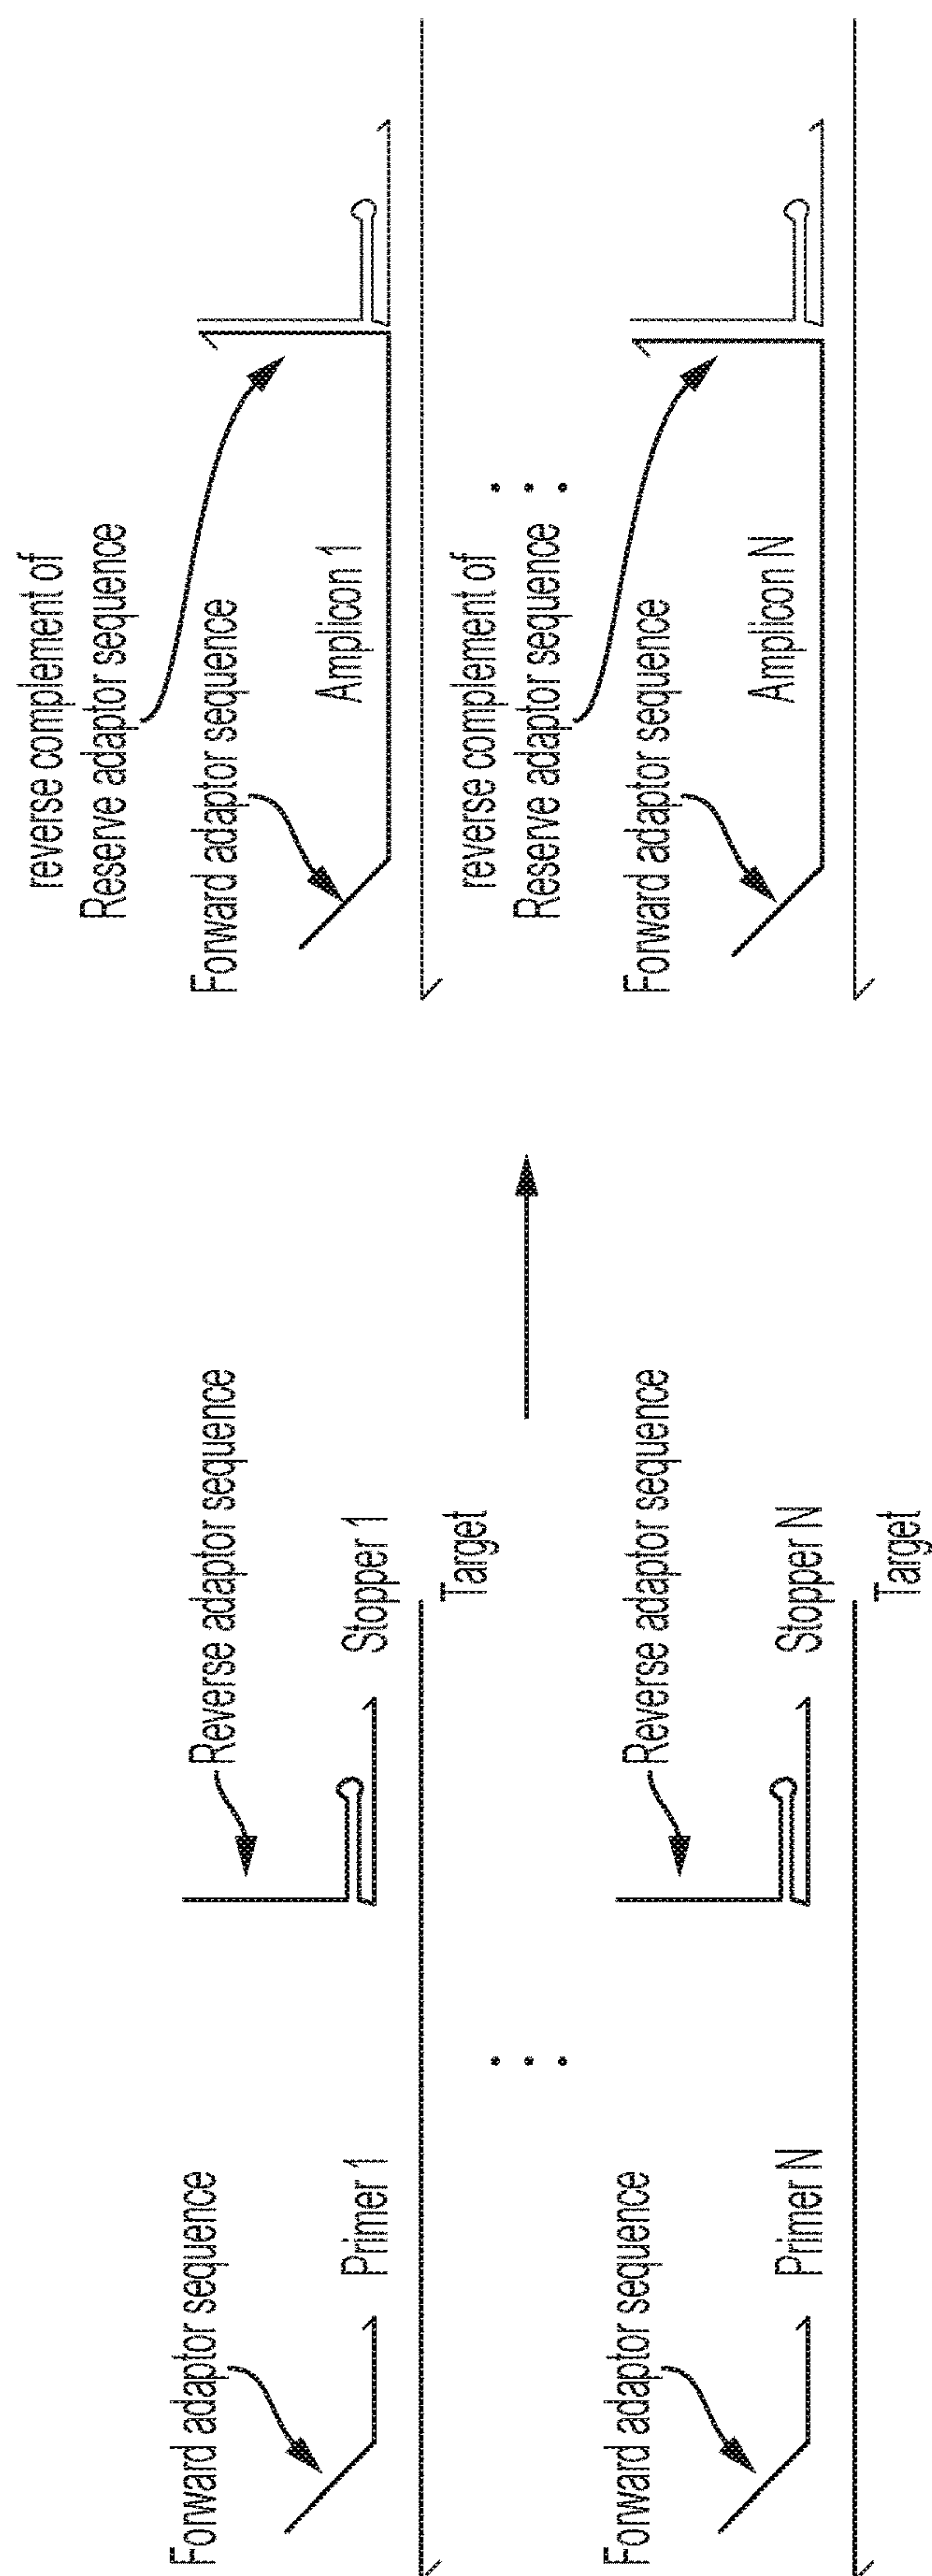 Forward adaptor sequence
Reverse adaptor sequence
Primer 1
Stopper 1
Target
Forward adaptor sequence
Reverse adaptor sequence
Primer N
Stopper N
Target
reverse complement of
Reserve adaptor sequence
Forward adaptor sequence
Amplicon 1
reverse complement of
Reserve adaptor sequence
Forward adaptor sequence
Amplicon N